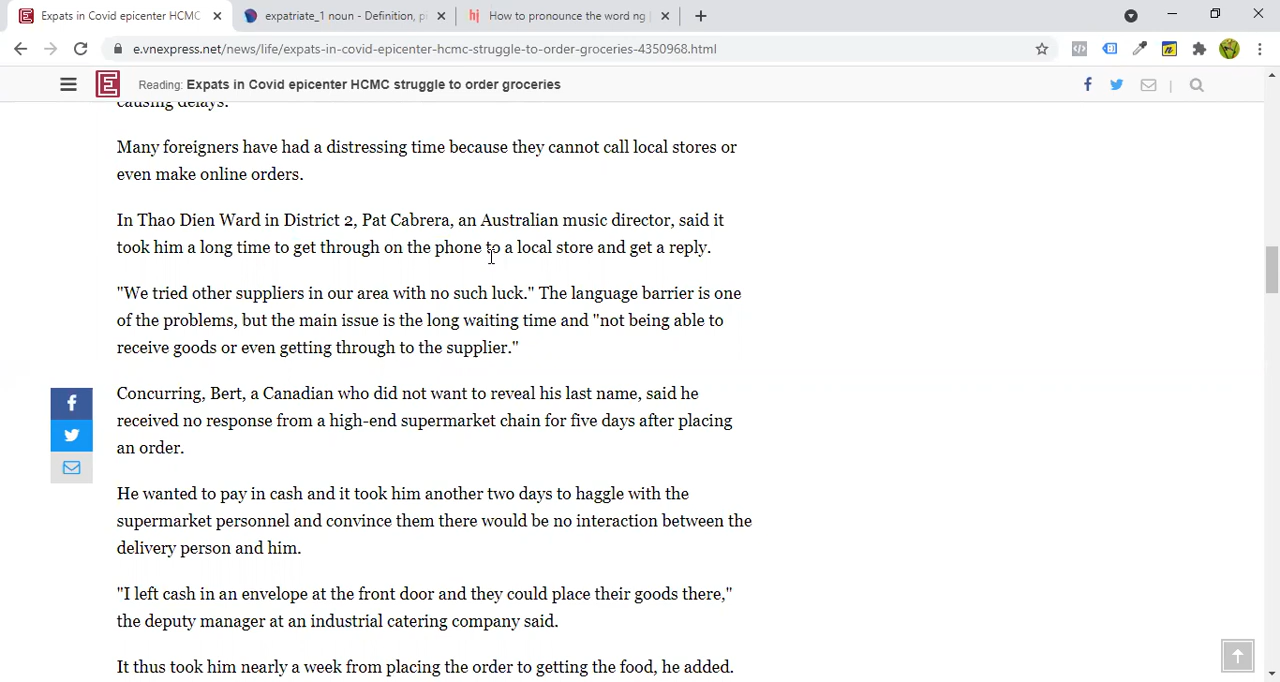 Expats in Covid epicenter HCMC
expatriate_1 noun - Definition, p
How to pronounce the word ng
e.vnexpress.net/news/life/expats-in-covid-epicenter-hcmc-struggle-to-order-groceries-4350968.html
Reading: Expats in Covid epicenter HCMC struggle to order groceries
causing delays.
Many foreigners have had a distressing time because they cannot call local stores or
even make online orders.
In Thao Dien Ward in District 2, Pat Cabrera, an Australian music director, said it
took him a long time to get through on the phone to a local store and get a reply.
"We tried other suppliers in our area with no such luck." The language barrier is one
of the problems, but the main issue is the long waiting time and "not being able to
receive goods or even getting through to the supplier."
Concurring, Bert, a Canadian who did not want to reveal his last name, said he
received no response from a high-end supermarket chain for five days after placing
an order.
He wanted to pay in cash and it took him another two days to haggle with the
supermarket personnel and convince them there would be no interaction between the
delivery person and him.
"I left cash in an envelope at the front door and they could place their goods there,"
the deputy manager at an industrial catering company said.
It thus took him nearly a week from placing the order to getting the food, he added.